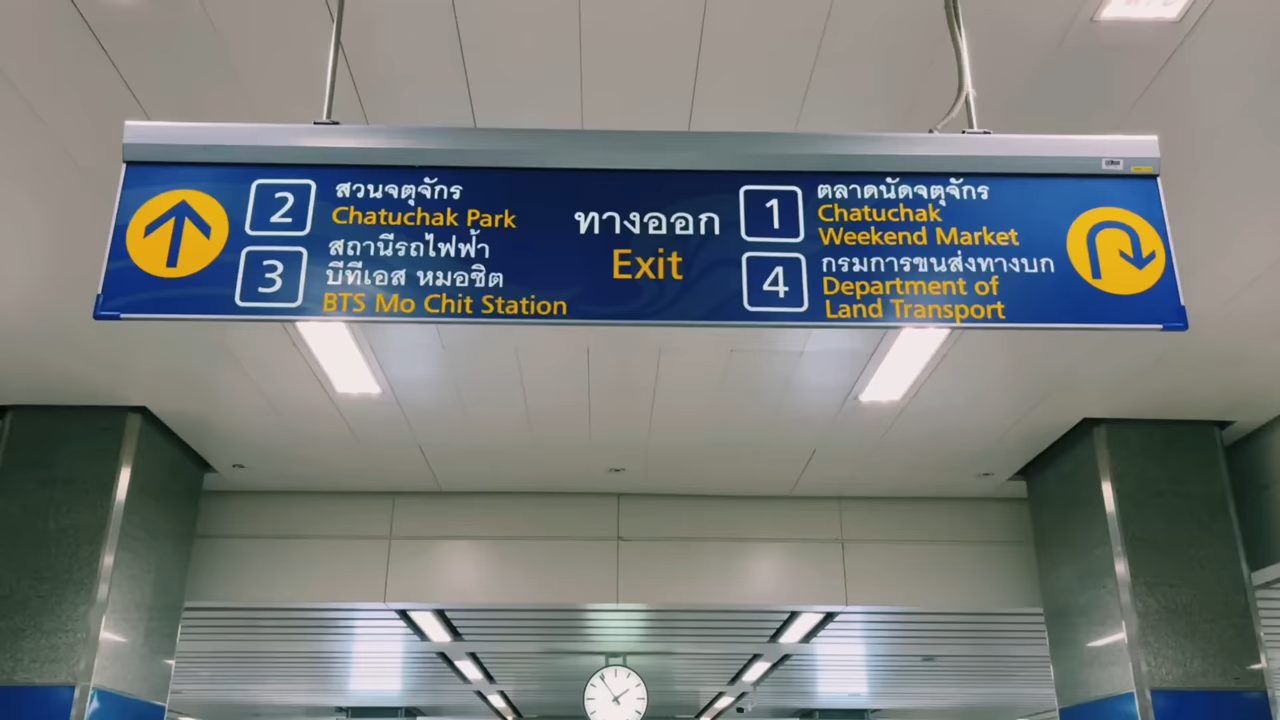 2
สวนจตุจักร
Chatuchak Park
3
สถานีรถไฟฟ้า
บีทีเอส หมอชิต
BTS Mo Chit Station
ทางออก
Exit
1
ตลาดนัดจตุจักร
Chatuchak
Weekend Market
4
กรมการขนส่งทางบก
Department of
Land Transport